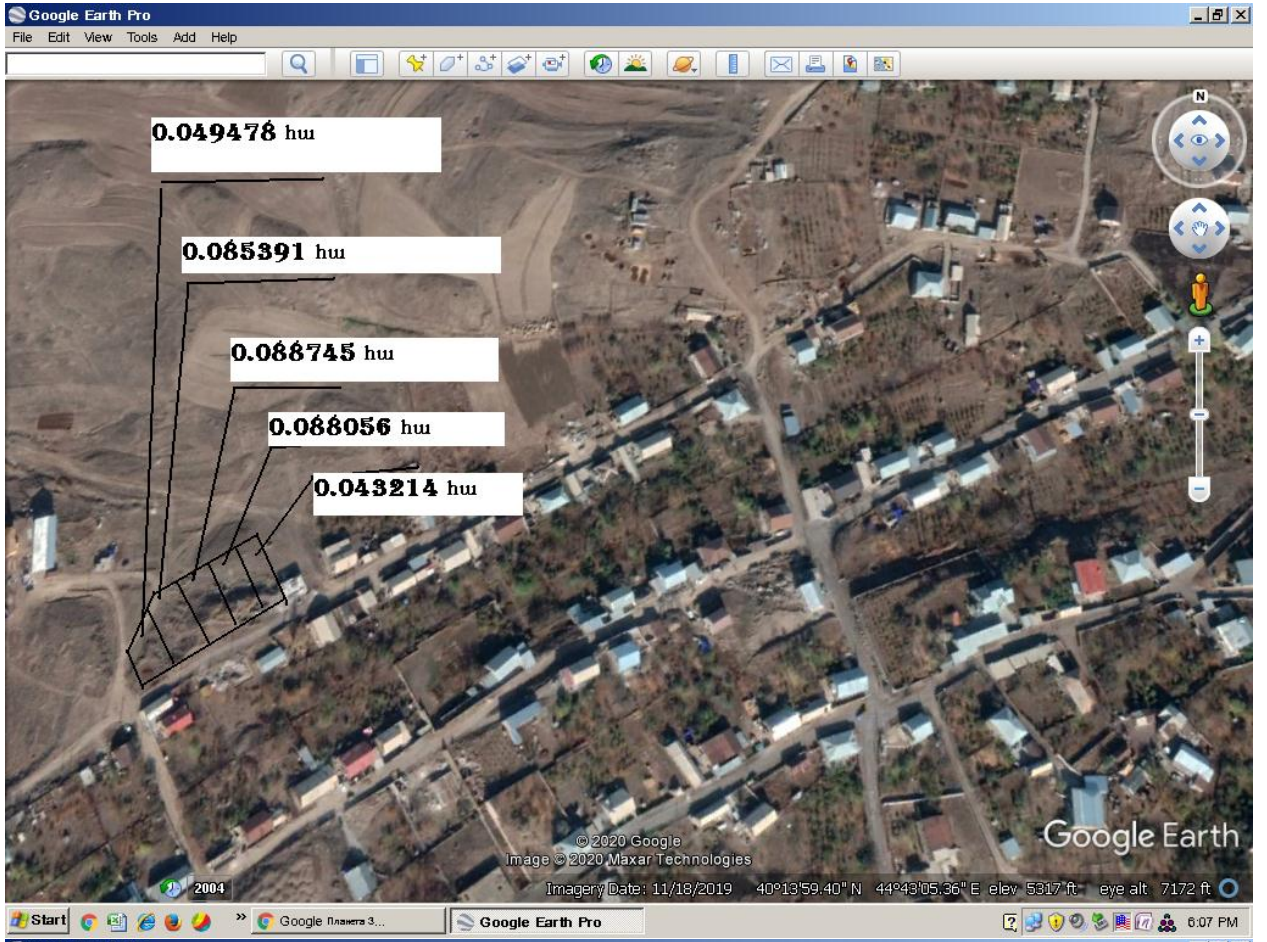 Google Earth Pro
File Edit View Tools Add Help
N
0.049478 հա
0.085391 հա
0.088745 հա
0.088056 հա
0.043214 հա
© 2020 Google
Image © 2020 Maxar Technologies
Google Earth
2004
Imagery Date: 11/18/2019 40°13'59.40" N 44°43'05.36" E elev 5317 ft eye alt 7172 ft
Start
Google Планета З...
Google Earth Pro
6:07 PM